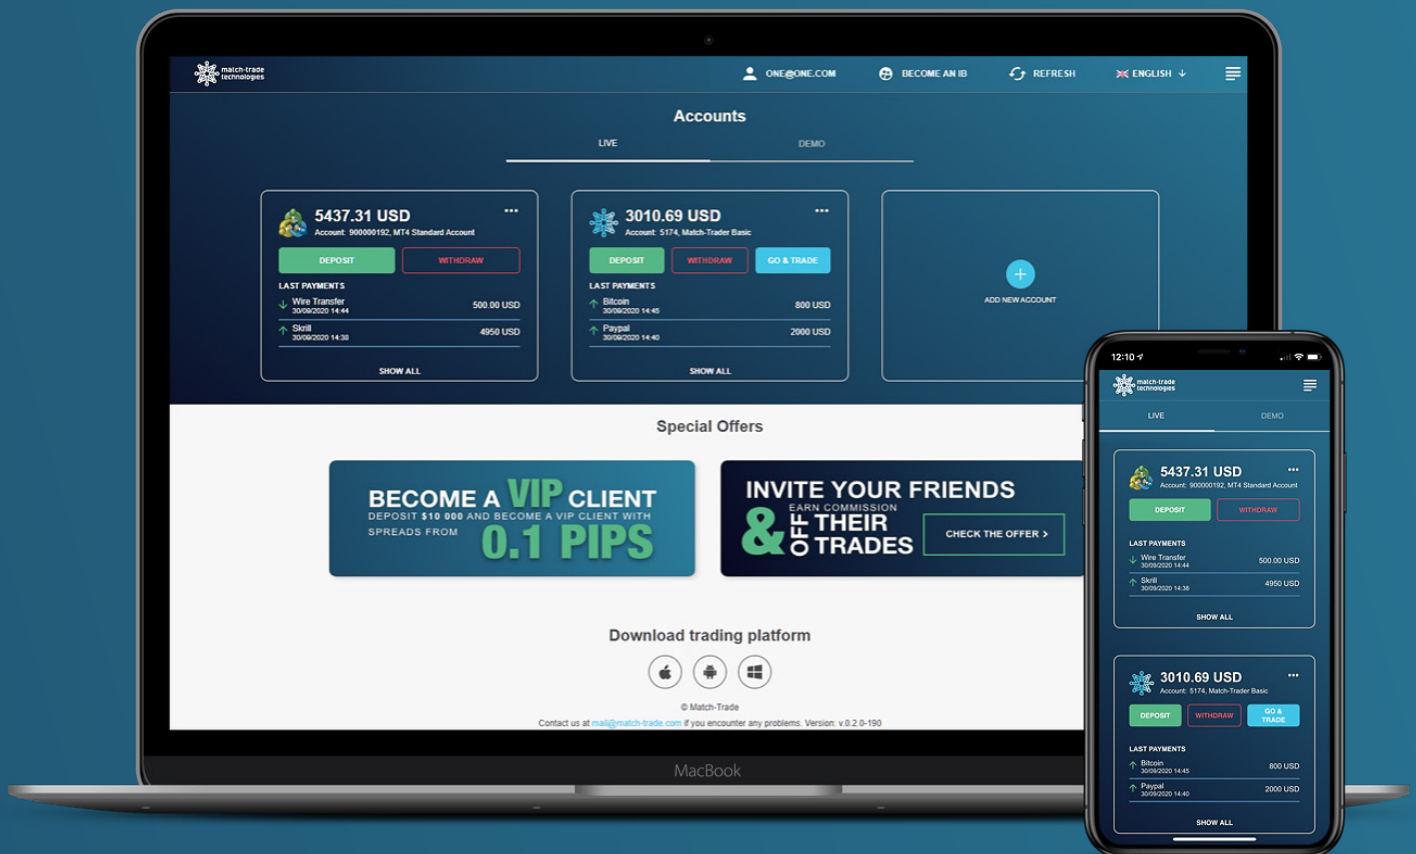 match-trade
technologies
ONE@ONE.COM
BECOME AN IB
REFRESH
ENGLISH
Accounts
LIVE
DEMO
5437.31 USD
Account: 900000192, MT4 Standard Account
DEPOSIT
WITHDRAW
LAST PAYMENTS
Wire Transfer
500.00 USD
30/09/2020 14:44
Skrill
4950 USD
30/09/2020 14:38
SHOW ALL
3010.69 USD
Account: 5174, Match-Trader Basic
DEPOSIT
WITHDRAW
GO & TRADE
LAST PAYMENTS
Bitcoin
800 USD
30/09/2020 14:45
Paypal
2000 USD
30/09/2020 14:40
SHOW ALL
ADD NEW ACCOUNT
Special Offers
BECOME A VIP CLIENT
DEPOSIT $10 000 AND BECOME A VIP CLIENT WITH
SPREADS FROM
0.1 PIPS
INVITE YOUR FRIENDS
EARN COMMISSION
& OFF THEIR
TRADES
CHECK THE OFFER >
Download trading platform
© Match-Trade
Contact us at mail@match-trade.com if you encounter any problems. Version: v.0.2.0-190
MacBook
12:10
match-trade
technologies
LIVE
DEMO
5437.31 USD
Account: 900000192, MT4 Standard Account
DEPOSIT
WITHDRAW
LAST PAYMENTS
Wire Transfer
500.00 USD
30/09/2020 14:44
Skrill
4950 USD
30/09/2020 14:38
SHOW ALL
3010.69 USD
Account: 5174, Match-Trader Basic
DEPOSIT
WITHDRAW
GO &
TRADE
LAST PAYMENTS
Bitcoin
800 USD
30/09/2020 14:45
Paypal
2000 USD
30/09/2020 14:40
SHOW ALL